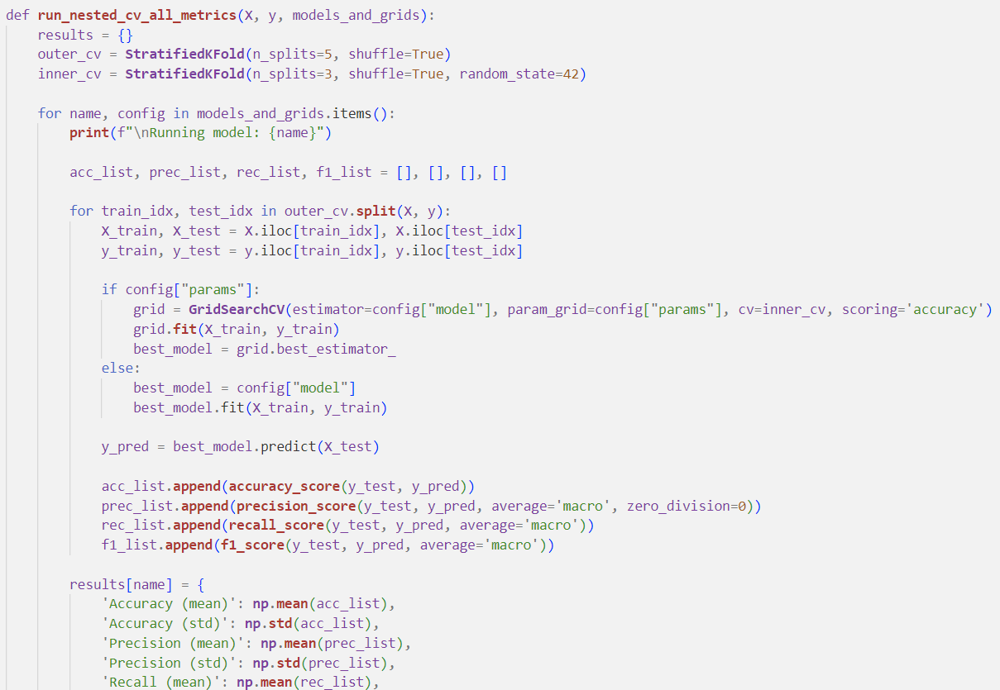 def run_nested_cv_all_metrics(X, y, models_and_grids):
    results = {}
    outer_cv = StratifiedKFold(n_splits=5, shuffle=True)
    inner_cv = StratifiedKFold(n_splits=3, shuffle=True, random_state=42)

    for name, config in models_and_grids.items():
        print(f"\nRunning model: {name}")

        acc_list, prec_list, rec_list, f1_list = [], [], [], []

        for train_idx, test_idx in outer_cv.split(X, y):
            X_train, X_test = X.iloc[train_idx], X.iloc[test_idx]
            y_train, y_test = y.iloc[train_idx], y.iloc[test_idx]

            if config["params"]:
                grid = GridSearchCV(estimator=config["model"], param_grid=config["params"], cv=inner_cv, scoring='accuracy')
                grid.fit(X_train, y_train)
                best_model = grid.best_estimator_
            else:
                best_model = config["model"]
                best_model.fit(X_train, y_train)

            y_pred = best_model.predict(X_test)

            acc_list.append(accuracy_score(y_test, y_pred))
            prec_list.append(precision_score(y_test, y_pred, average='macro', zero_division=0))
            rec_list.append(recall_score(y_test, y_pred, average='macro'))
            f1_list.append(f1_score(y_test, y_pred, average='macro'))

        results[name] = {
            'Accuracy (mean)': np.mean(acc_list),
            'Accuracy (std)': np.std(acc_list),
            'Precision (mean)': np.mean(prec_list),
            'Precision (std)': np.std(prec_list),
            'Recall (mean)': np.mean(rec_list),